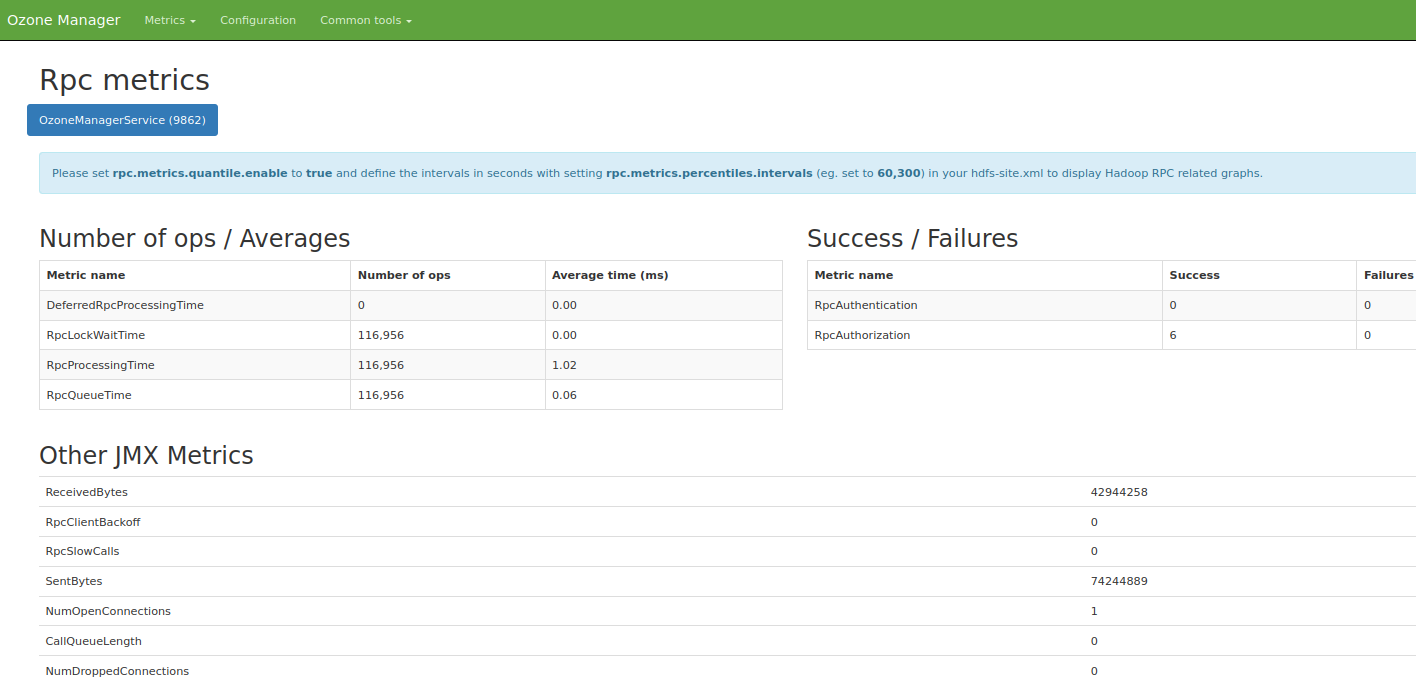 Ozone Manager Metrics Configuration Common tools
Rpc metrics
OzoneManagerService (9862)
Please set rpc.metrics.quantile.enable to true and define the intervals in seconds with setting rpc.metrics.percentiles.intervals (eg. set to 60,300) in your hdfs-site.xml to display Hadoop RPC related graphs.
Number of ops / Averages
Metric name Number of ops Average time (ms)
DeferredRpcProcessingTime 0 0.00
RpcLockWaitTime 116,956 0.00
RpcProcessingTime 116,956 1.02
RpcQueueTime 116,956 0.06
Success / Failures
Metric name Success Failures
RpcAuthentication 0 0
RpcAuthorization 6 0
Other JMX Metrics
ReceivedBytes 42944258
RpcClientBackoff 0
RpcSlowCalls 0
SentBytes 74244889
NumOpenConnections 1
CallQueueLength 0
NumDroppedConnections 0